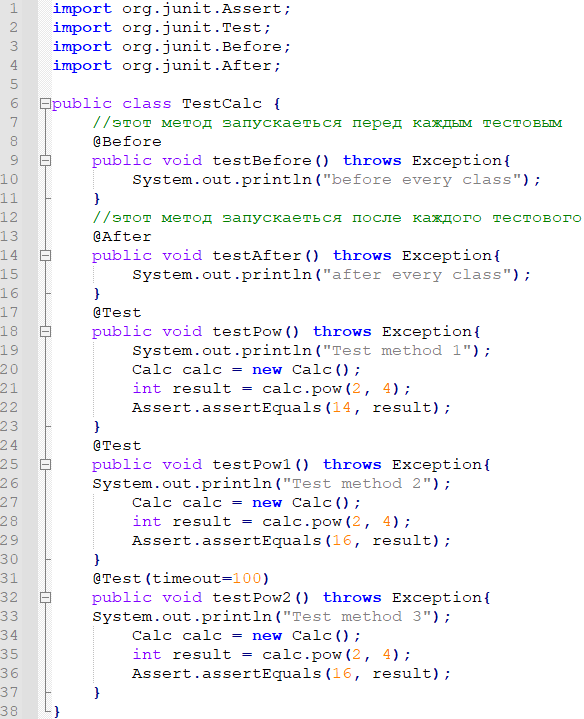 1 import org.junit.Assert;
2 import org.junit.Test;
3 import org.junit.Before;
4 import org.junit.After;
5
6 public class TestCalc {
7 //этот метод запускаеться перед каждым тестовым
8 @Before
9 public void testBefore() throws Exception{
10 System.out.println("before every class");
11 }
12 //этот метод запускаеться после каждого тестового
13 @After
14 public void testAfter() throws Exception{
15 System.out.println("after every class");
16 }
17 @Test
18 public void testPow() throws Exception{
19 System.out.println("Test method 1");
20 Calc calc = new Calc();
21 int result = calc.pow(2, 4);
22 Assert.assertEquals(14, result);
23 }
24 @Test
25 public void testPow1() throws Exception{
26 System.out.println("Test method 2");
27 Calc calc = new Calc();
28 int result = calc.pow(2, 4);
29 Assert.assertEquals(16, result);
30 }
31 @Test(timeout=100)
32 public void testPow2() throws Exception{
33 System.out.println("Test method 3");
34 Calc calc = new Calc();
35 int result = calc.pow(2, 4);
36 Assert.assertEquals(16, result);
37 }
38 }